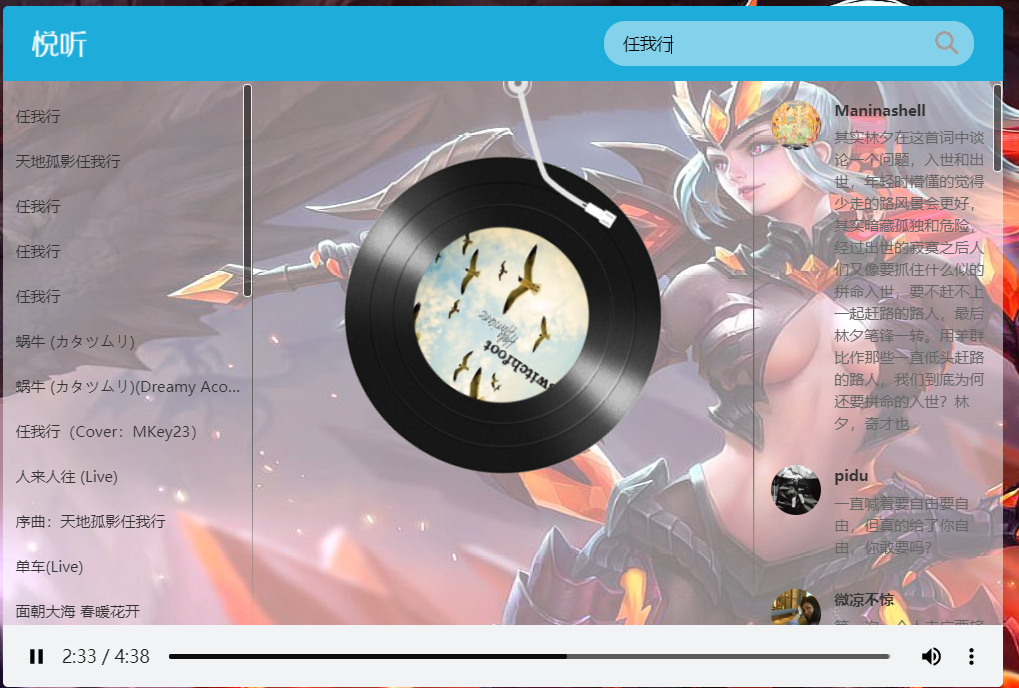 悦听
任我行
任我行
天地孤影任我行
任我行
任我行
任我行
蜗牛 (カタツムリ)
蜗牛 (カタツムリ)(Dreamy Aco...
任我行（Cover：MKey23）
人来人往 (Live)
序曲：天地孤影任我行
单车(Live)
面朝大海 春暖花开
switchfoot
Maninashell
其实林夕在这首词中谈
论一个问题，入世和出
世，年轻时懵懂的觉得
少走的路风景会更好，
其实暗藏孤独和危险，
经过出世的寂寞之后人
们又像要抓住什么似的
拼命入世，要不赶不上
一起赶路的路人，最后
林夕笔锋一转。用羊群
比作那些一直低头赶路
的路人，我们到底为何
还要拼命的入世？林
夕，奇才也
pidu
一直喊着要自由要自
由，但真的给了你自
由，你敢要吗？
微凉不惊
2:33 / 4:38